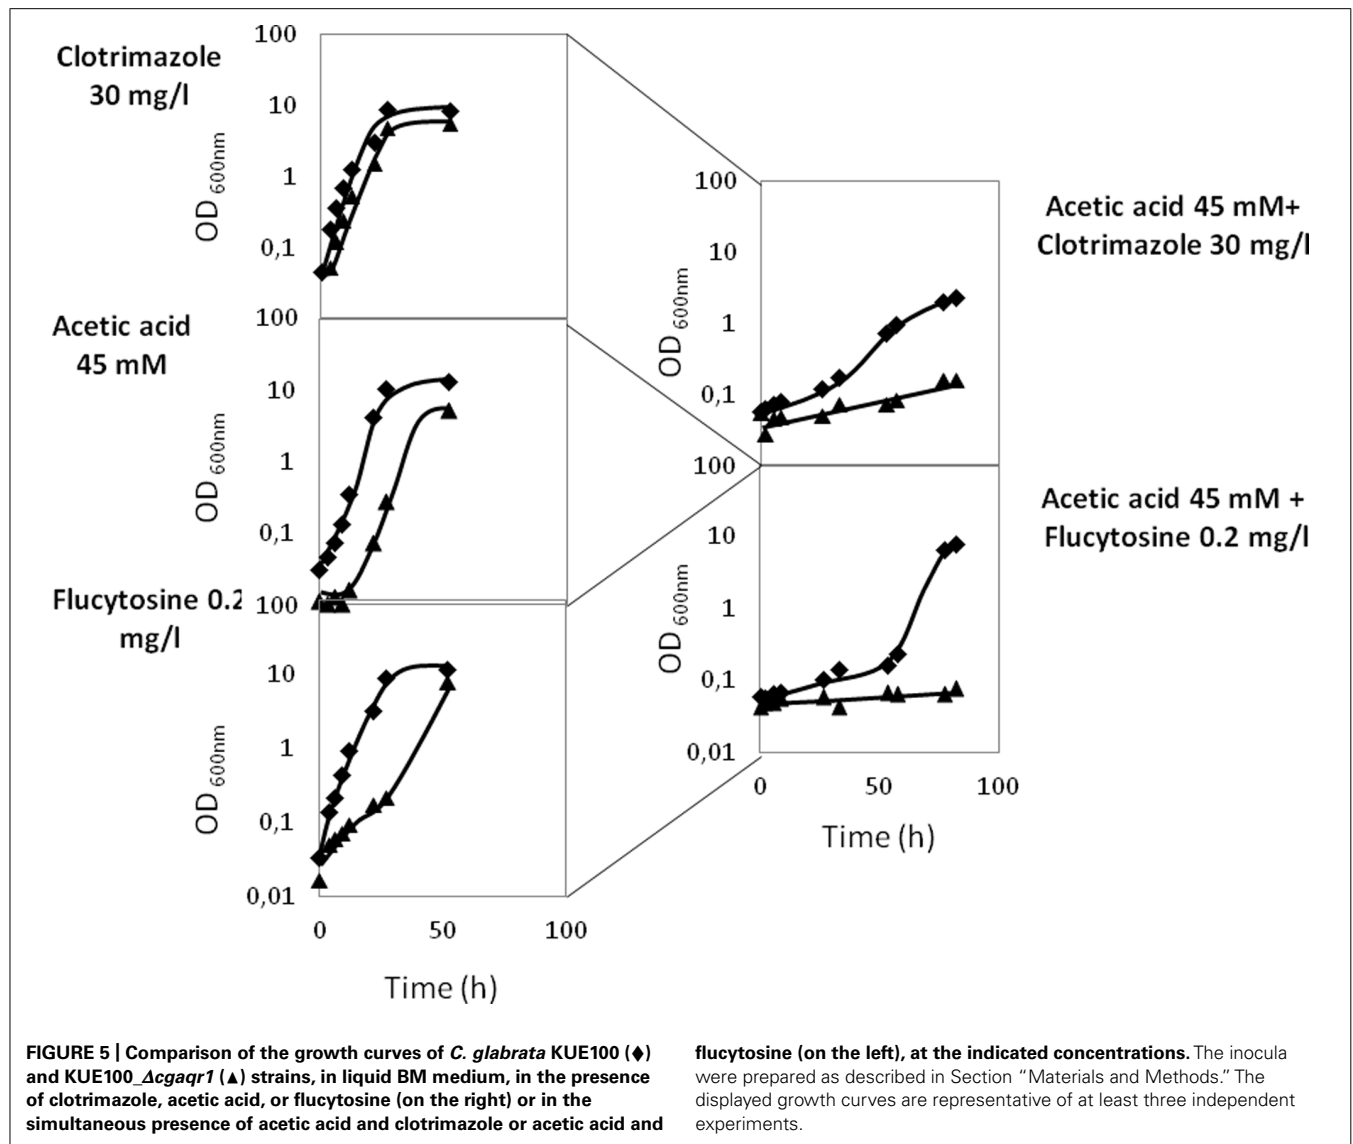 Clotrimazole
30 mg/l
100
10
1
0,1
OD 600nm
Acetic acid
45 mM
100
10
1
0,1
OD 600nm
Flucytosine 0.2
mg/l
100
10
1
0,1
0,01
OD 600nm
0 50 100
Time (h)
Acetic acid 45 mM+
Clotrimazole 30 mg/l
100
10
1
0,1
OD 600nm
Acetic acid 45 mM +
Flucytosine 0.2 mg/l
100
10
1
0,1
0,01
OD 600nm
0 50 100
Time (h)
FIGURE 5 | Comparison of the growth curves of C. glabrata KUE100 (♦)
and KUE100_Δcgaqr1 (▲) strains, in liquid BM medium, in the presence
of clotrimazole, acetic acid, or flucytosine (on the right) or in the
simultaneous presence of acetic acid and clotrimazole or acetic acid and
flucytosine (on the left), at the indicated concentrations. The inocula
were prepared as described in Section “Materials and Methods.” The
displayed growth curves are representative of at least three independent
experiments.